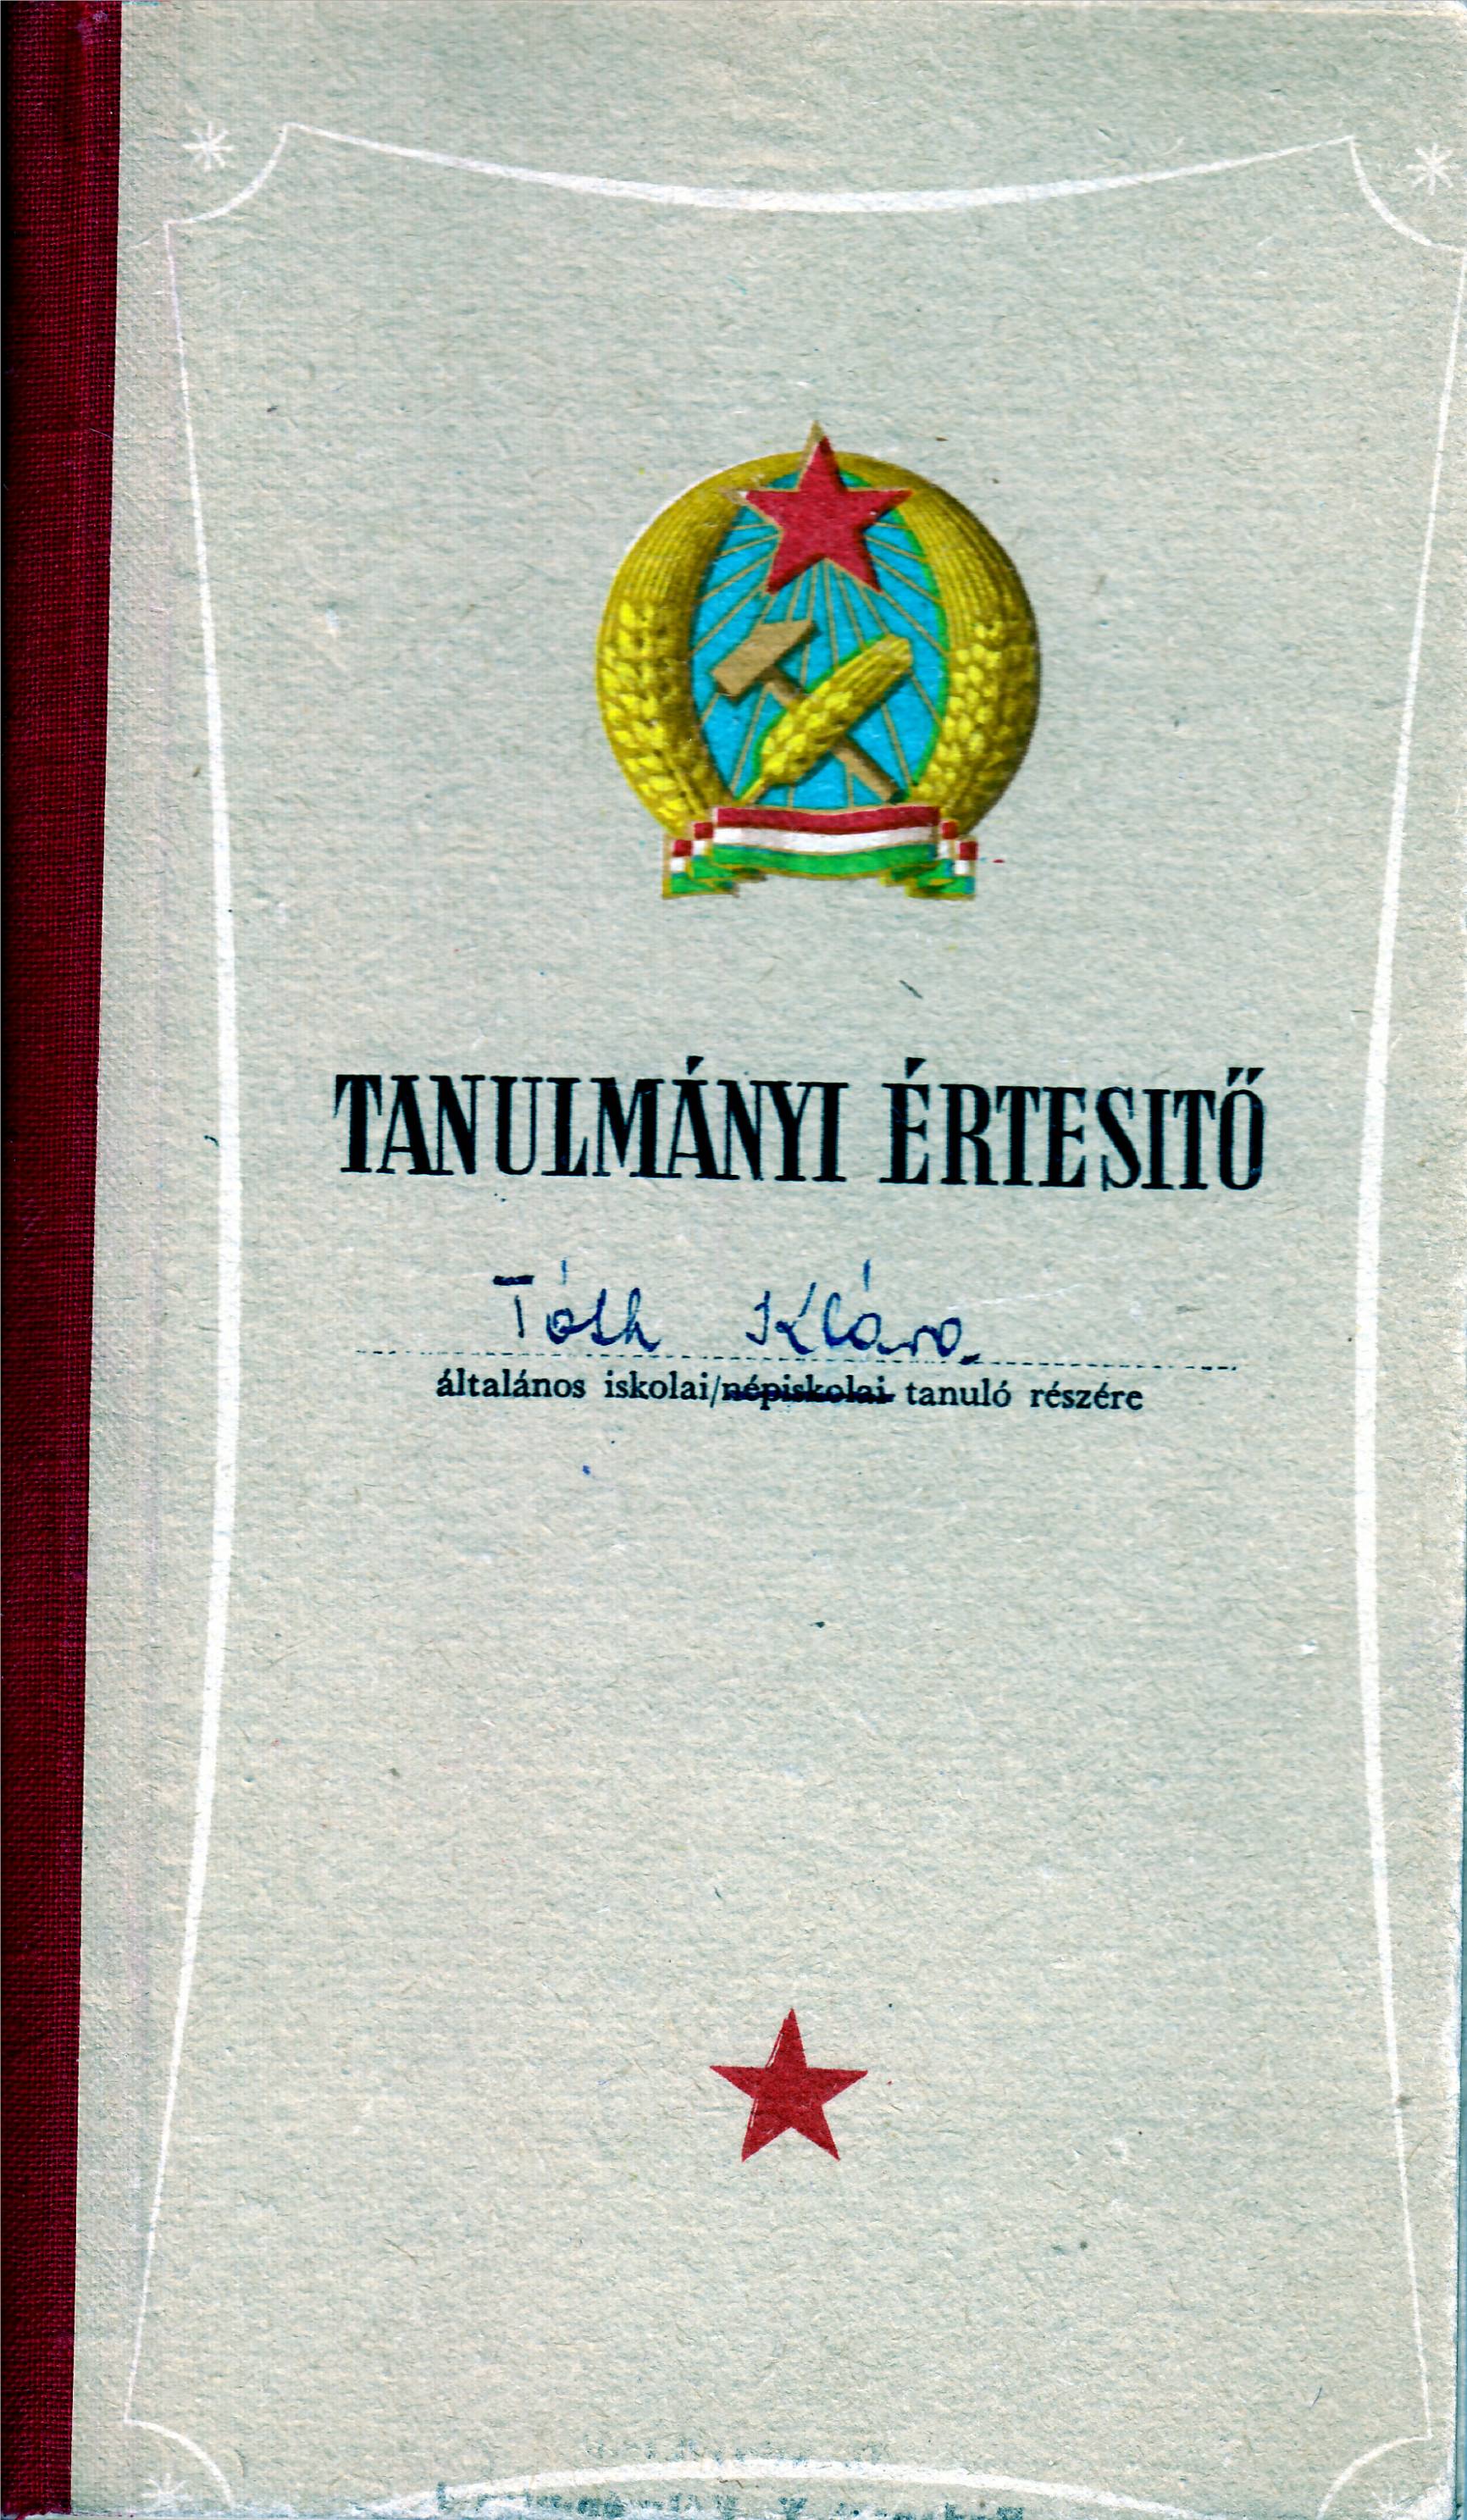 TANULMÁNYI ÉRTESITŐ
Tóth Klára
általános iskolai/népiskolai tanuló részére